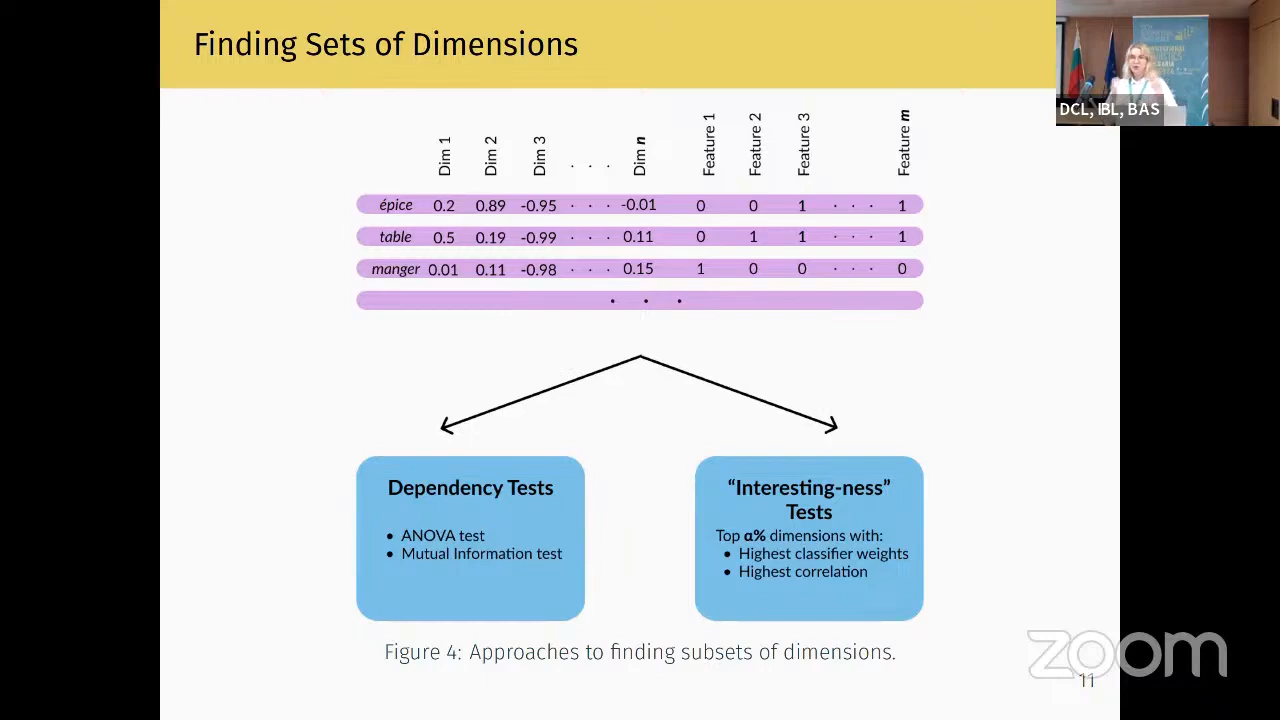 Finding Sets of Dimensions
DCL, IBL, BAS
Dim 1 Dim 2 Dim 3 . . . Dim n Feature 1 Feature 2 Feature 3 Feature m
épice 0.2 0.89 -0.95 . . . -0.01 0 0 1 . . . 1
table 0.5 0.19 -0.99 . . . 0.11 0 1 1 . . . 1
manger 0.01 0.11 -0.98 . . . 0.15 1 0 0 . . . 0
. . .
Dependency Tests
• ANOVA test
• Mutual Information test
“Interesting-ness”
Tests
Top α% dimensions with:
• Highest classifier weights
• Highest correlation
Figure 4: Approaches to finding subsets of dimensions.
zoom
11